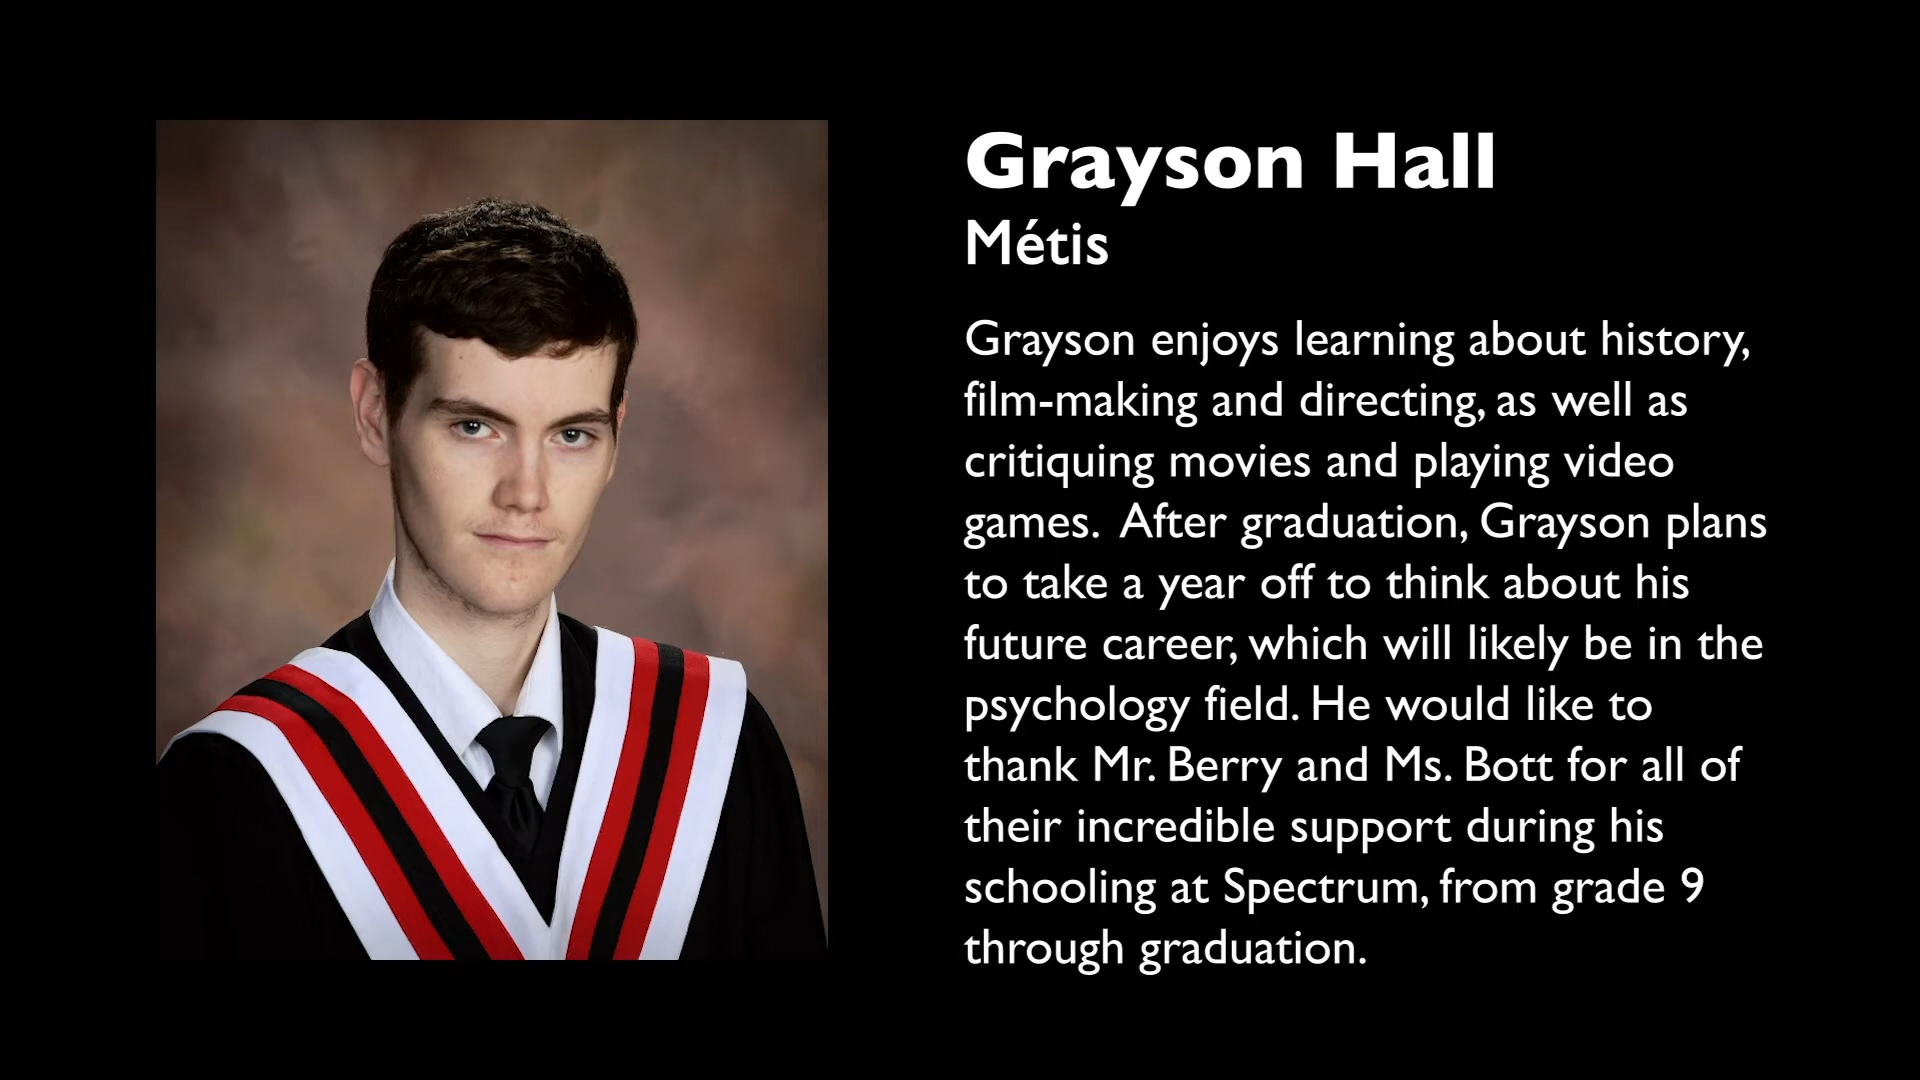 Grayson Hall
Métis
Grayson enjoys learning about history,
film-making and directing, as well as
critiquing movies and playing video
games.  After graduation, Grayson plans
to take a year off to think about his
future career, which will likely be in the
psychology field. He would like to
thank Mr. Berry and Ms. Bott for all of
their incredible support during his
schooling at Spectrum, from grade 9
through graduation.